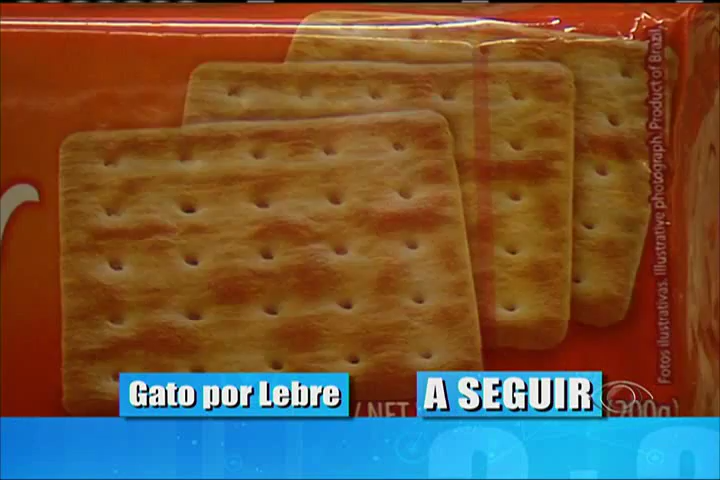 Fotos ilustrativas. Illustrative photograph. Product of Brazil.
Gato por Lebre
A SEGUIR
/NET
200g)